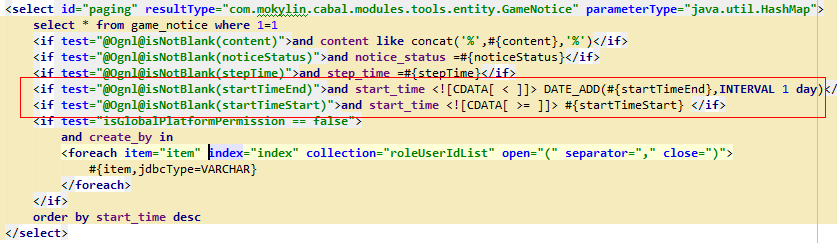 <select id="paging" resultType="com.mokylin.cabal.modules.tools.entity.GameNotice" parameterType="java.util.HashMap">
select * from game_notice where 1=1
<if test="@Ognl@isNotBlank(content)">and content like concat('%',#{content},'%')</if>
<if test="@Ognl@isNotBlank(noticeStatus)">and notice_status =#{noticeStatus}</if>
<if test="@Ognl@isNotBlank(stepTime)">and step_time =#{stepTime}</if>
<if test="@Ognl@isNotBlank(startTimeEnd)">and start_time <![CDATA[ < ]]> DATE_ADD(#{startTimeEnd},INTERVAL 1 day)</
<if test="@Ognl@isNotBlank(startTimeStart)">and start_time <![CDATA[ >= ]]> #{startTimeStart} </if>
<if test="isGlobalPlatformPermission == false">
and create_by in
<foreach item="item" index="index" collection="roleUserIdList" open="(" separator="," close=")">
#{item,jdbcType=VARCHAR}
</foreach>
</if>
order by start_time desc
</select>